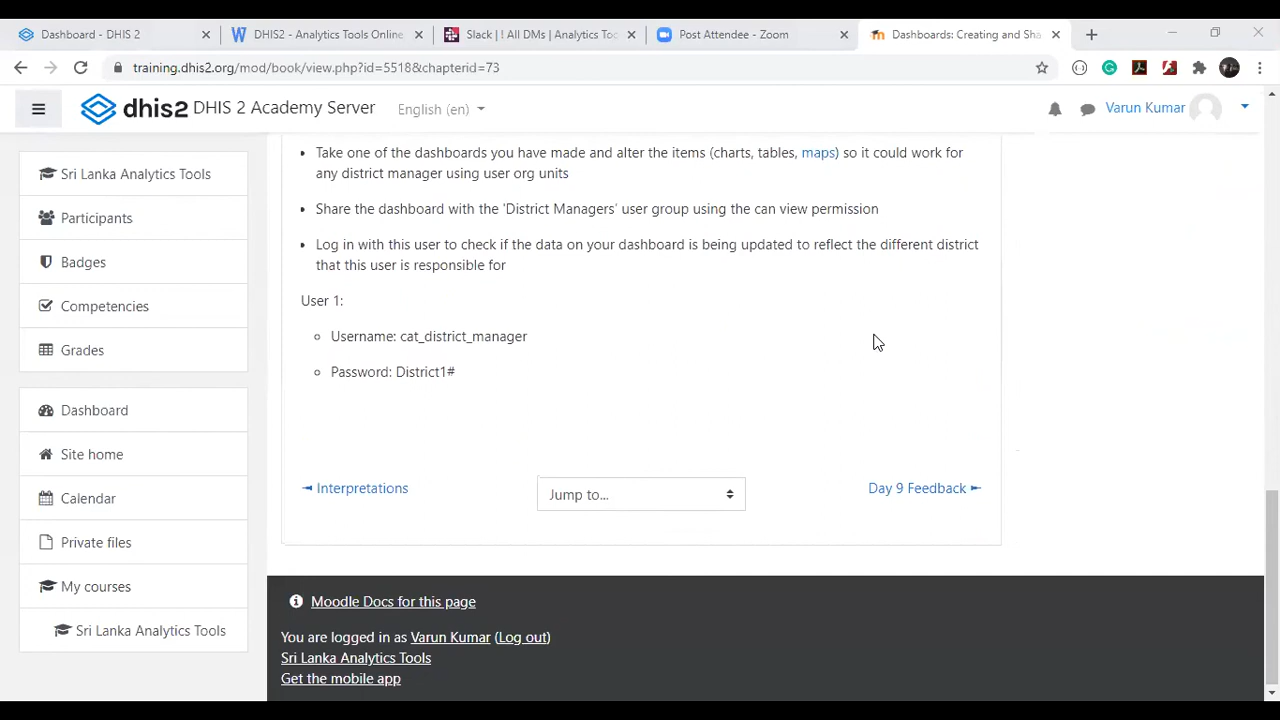 Dashboard - DHIS 2
DHIS2 - Analytics Tools Online
Slack | ! All DMs | Analytics Too
Post Attendee - Zoom
Dashboards: Creating and Sha
training.dhis2.org/mod/book/view.php?id=5518&chapterid=73
dhis2 DHIS 2 Academy Server
English (en)
Varun Kumar
Sri Lanka Analytics Tools
Participants
Badges
Competencies
Grades
Dashboard
Site home
Calendar
Private files
My courses
Sri Lanka Analytics Tools
• Take one of the dashboards you have made and alter the items (charts, tables, maps) so it could work for
any district manager using user org units
• Share the dashboard with the ‘District Managers’ user group using the can view permission
• Log in with this user to check if the data on your dashboard is being updated to reflect the different district
that this user is responsible for
User 1:
Username: cat_district_manager
Password: District1#
◄ Interpretations
Jump to...
Day 9 Feedback ►
Moodle Docs for this page
You are logged in as Varun Kumar (Log out)
Sri Lanka Analytics Tools
Get the mobile app